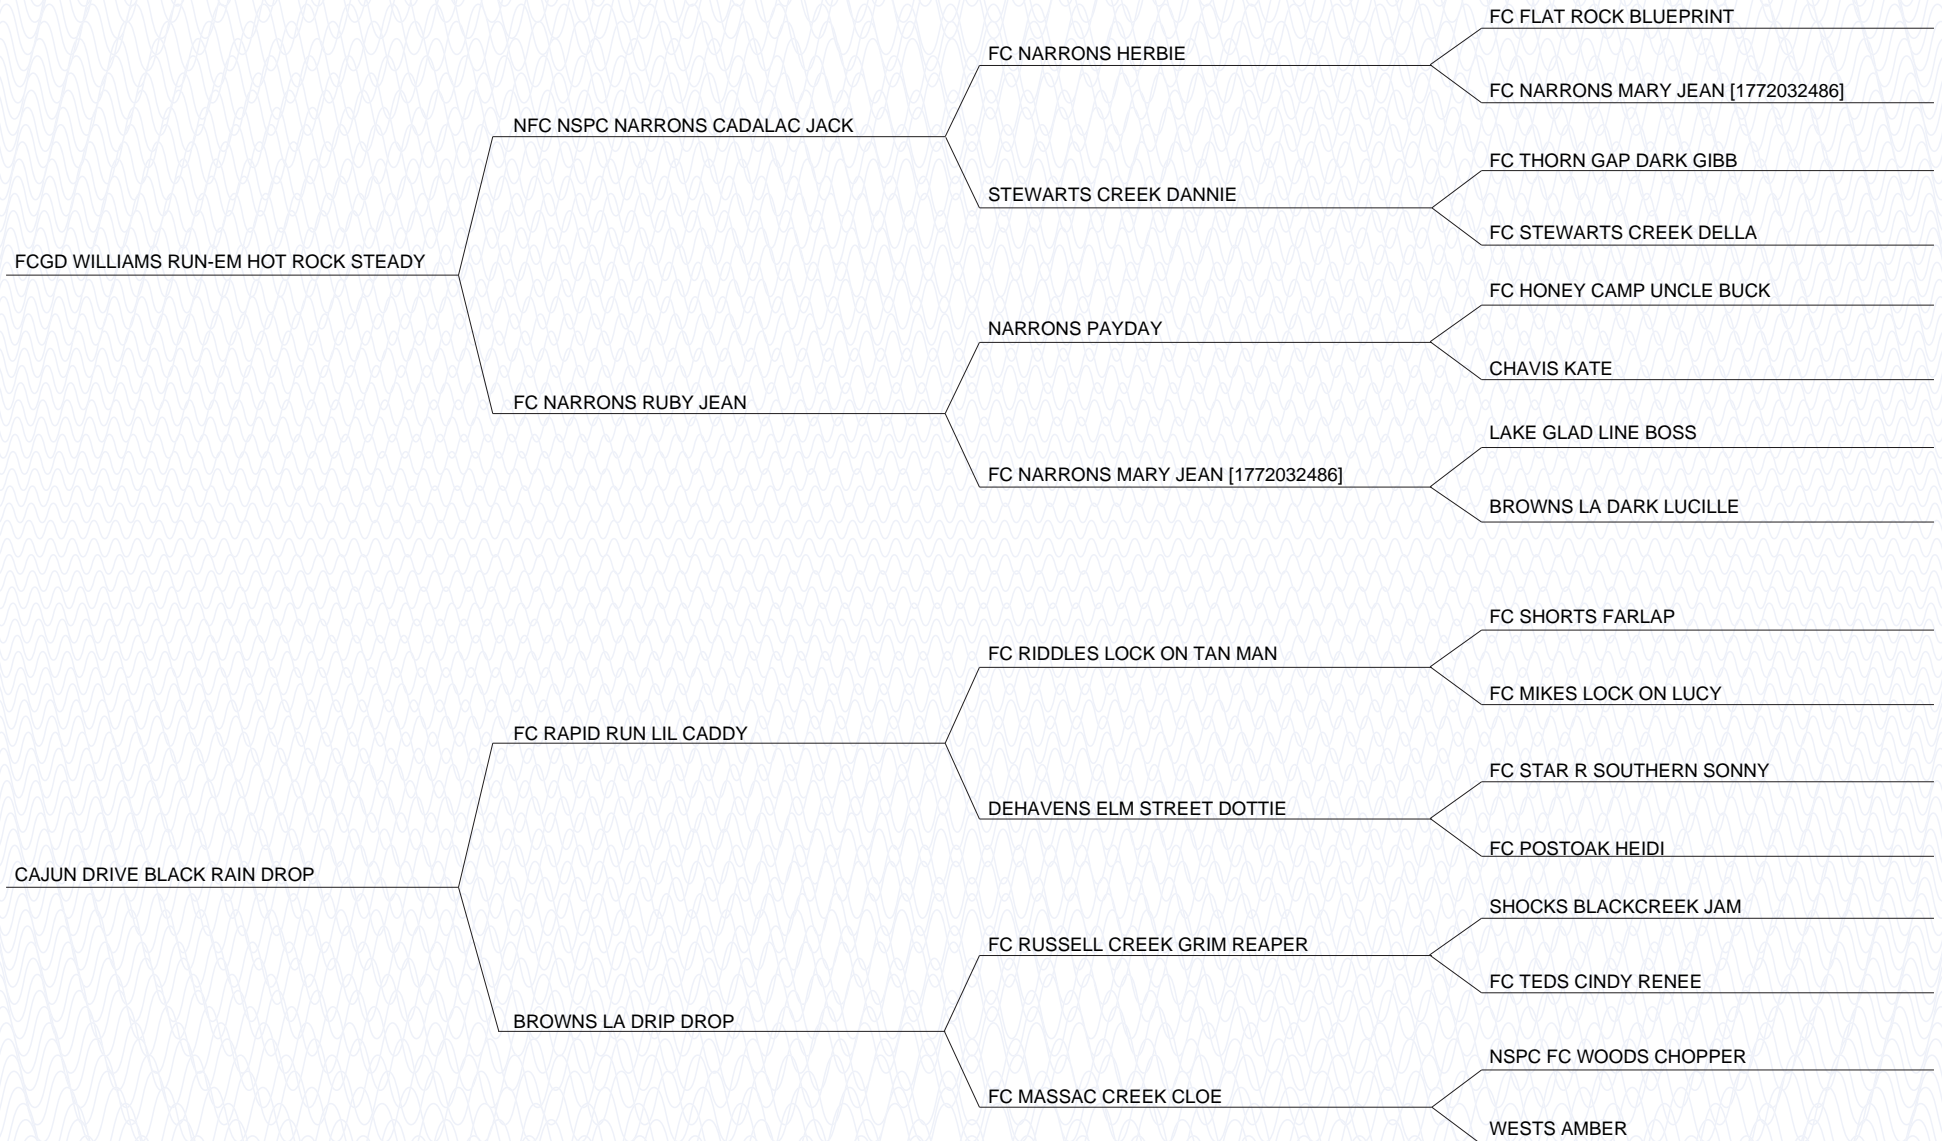 FC FLAT ROCK BLUEPRINT
FC NARRONS HERBIE
FC NARRONS MARY JEAN [1772032486]
NFC NSPC NARRONS CADALAC JACK
FC THORN GAP DARK GIBB
STEWARTS CREEK DANNIE
FC STEWARTS CREEK DELLA
FCGD WILLIAMS RUN-EM HOT ROCK STEADY
FC HONEY CAMP UNCLE BUCK
NARRONS PAYDAY
CHAVIS KATE
FC NARRONS RUBY JEAN
LAKE GLAD LINE BOSS
FC NARRONS MARY JEAN [1772032486]
BROWNS LA DARK LUCILLE
FC SHORTS FARLAP
FC RIDDLES LOCK ON TAN MAN
FC MIKES LOCK ON LUCY
FC RAPID RUN LIL CADDY
FC STAR R SOUTHERN SONNY
DEHAVENS ELM STREET DOTTIE
FC POSTOAK HEIDI
CAJUN DRIVE BLACK RAIN DROP
SHOCKS BLACKCREEK JAM
FC RUSSELL CREEK GRIM REAPER
FC TEDS CINDY RENEE
BROWNS LA DRIP DROP
NSPC FC WOODS CHOPPER
FC MASSAC CREEK CLOE
WESTS AMBER